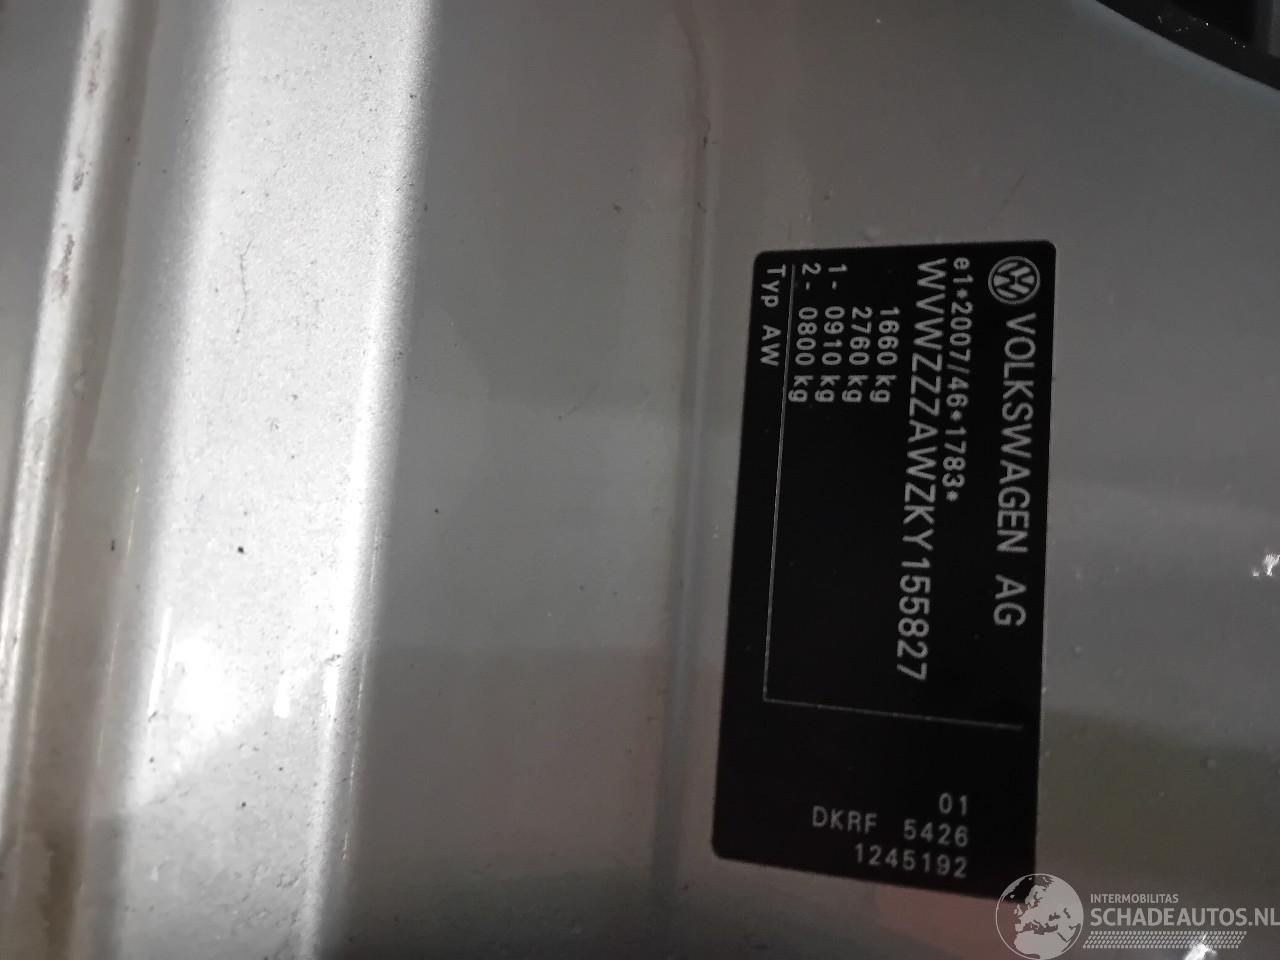 VOLKSWAGEN AG
e1*2007/46*1783*
WVWZZZAWZKY155827
1660 kg
2760 kg
1- 0910 kg
2- 0800 kg
Typ AW
01
DKRF 5426
1245192
INTERMOBILITAS
SCHADEAUTOS.NL